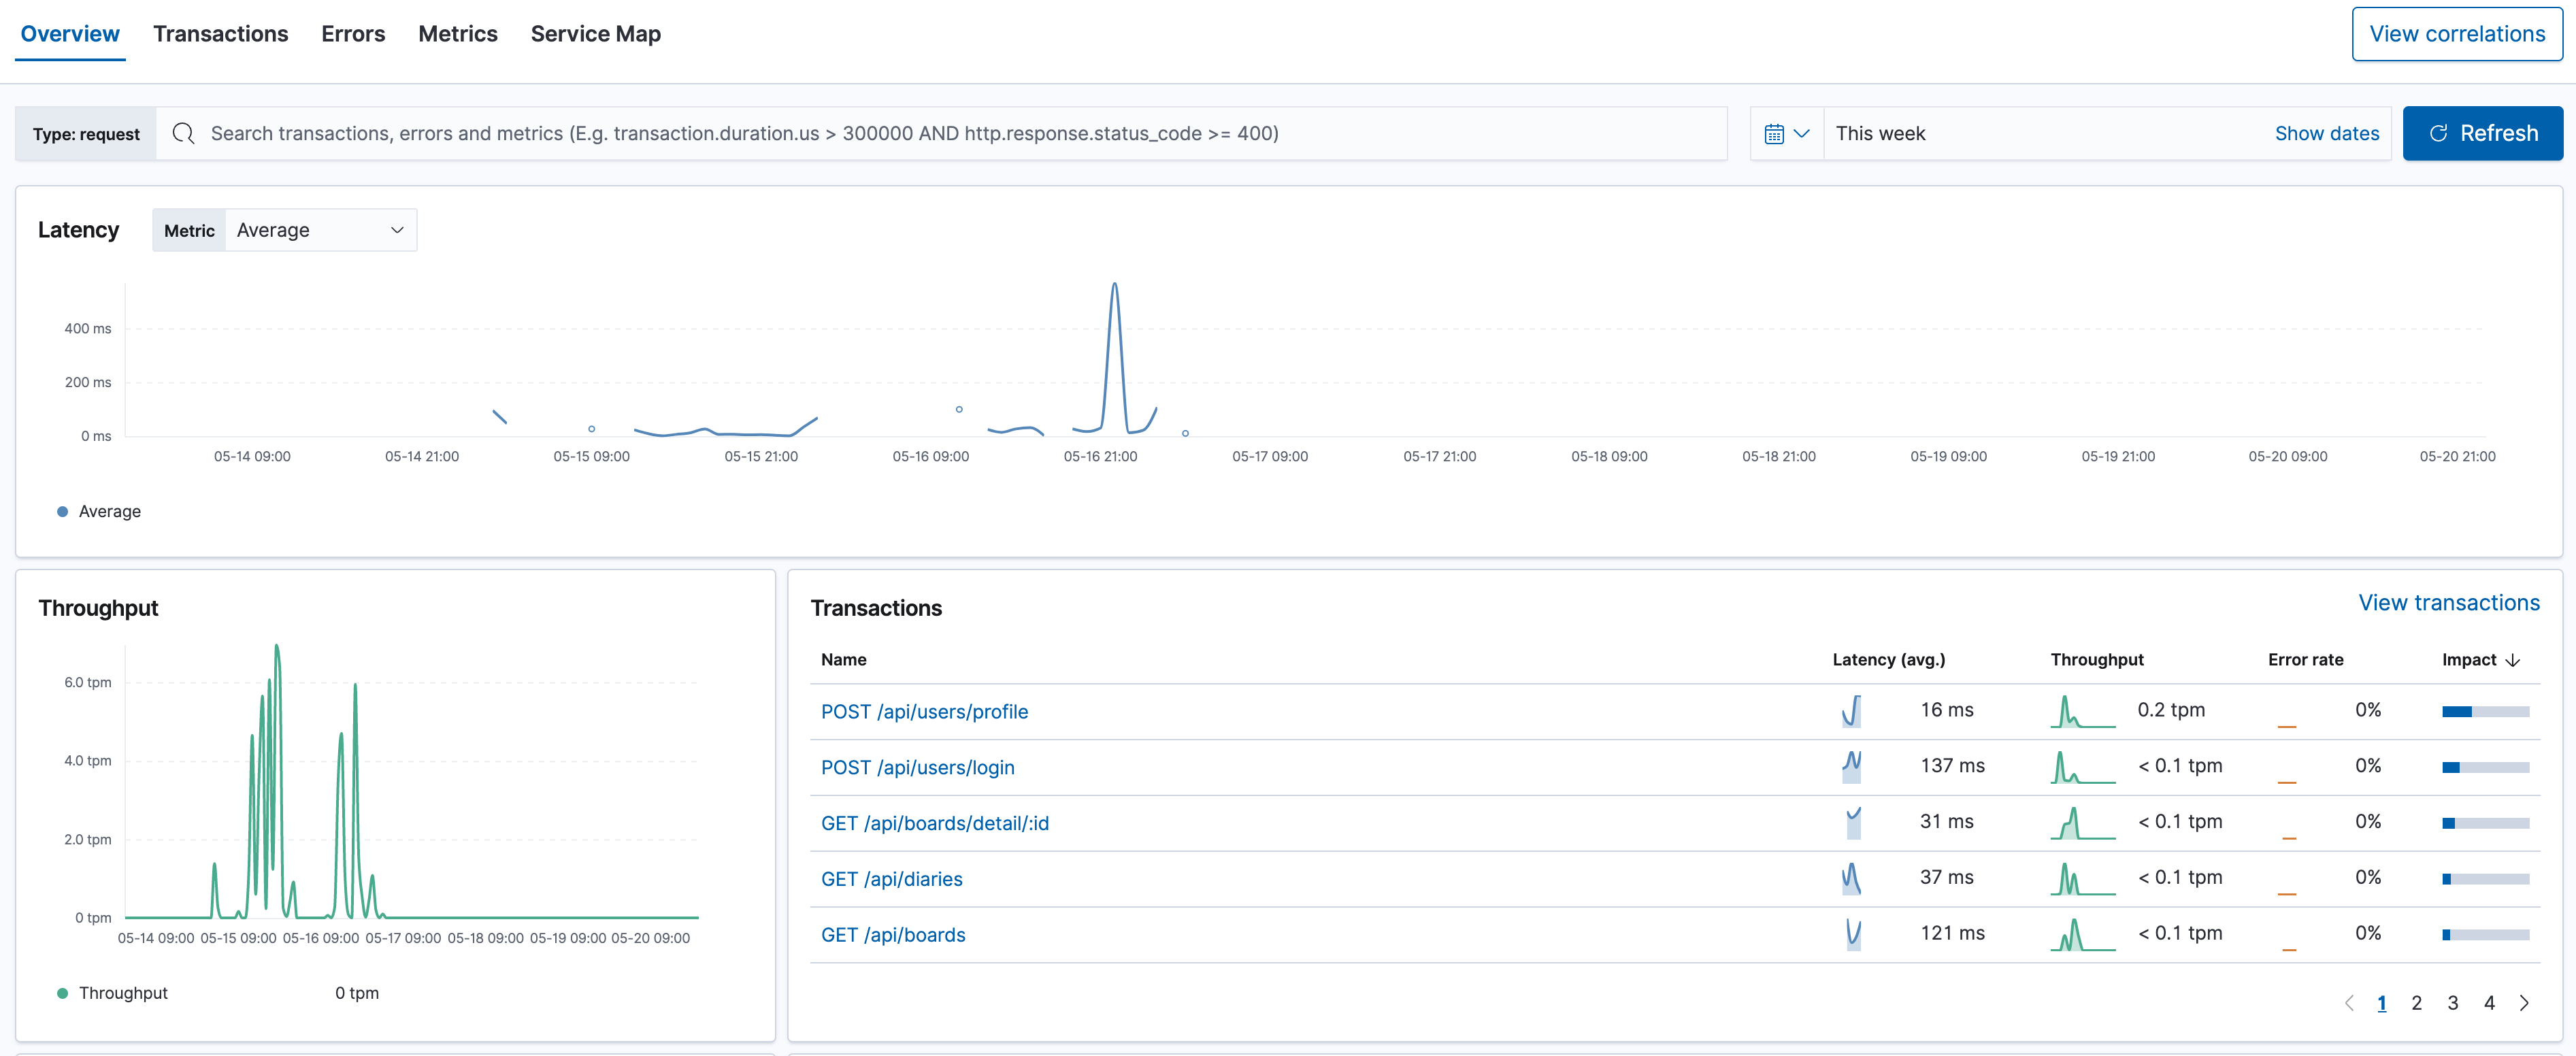 Overview Transactions Errors Metrics Service Map View correlations
Type: request Search transactions, errors and metrics (E.g. transaction.duration.us > 300000 AND http.response.status_code >= 400) This week Show dates Refresh
Latency Metric Average
400 ms
200 ms
0 ms
05-14 09:00 05-14 21:00 05-15 09:00 05-15 21:00 05-16 09:00 05-16 21:00 05-17 09:00 05-17 21:00 05-18 09:00 05-18 21:00 05-19 09:00 05-19 21:00 05-20 09:00 05-20 21:00
Average
Throughput
6.0 tpm
4.0 tpm
2.0 tpm
0 tpm
05-14 09:00 05-15 09:00 05-16 09:00 05-17 09:00 05-18 09:00 05-19 09:00 05-20 09:00
Throughput 0 tpm
Transactions View transactions
Name Latency (avg.) Throughput Error rate Impact
POST /api/users/profile 16 ms 0.2 tpm 0%
POST /api/users/login 137 ms < 0.1 tpm 0%
GET /api/boards/detail/:id 31 ms < 0.1 tpm 0%
GET /api/diaries 37 ms < 0.1 tpm 0%
GET /api/boards 121 ms < 0.1 tpm 0%
1 2 3 4